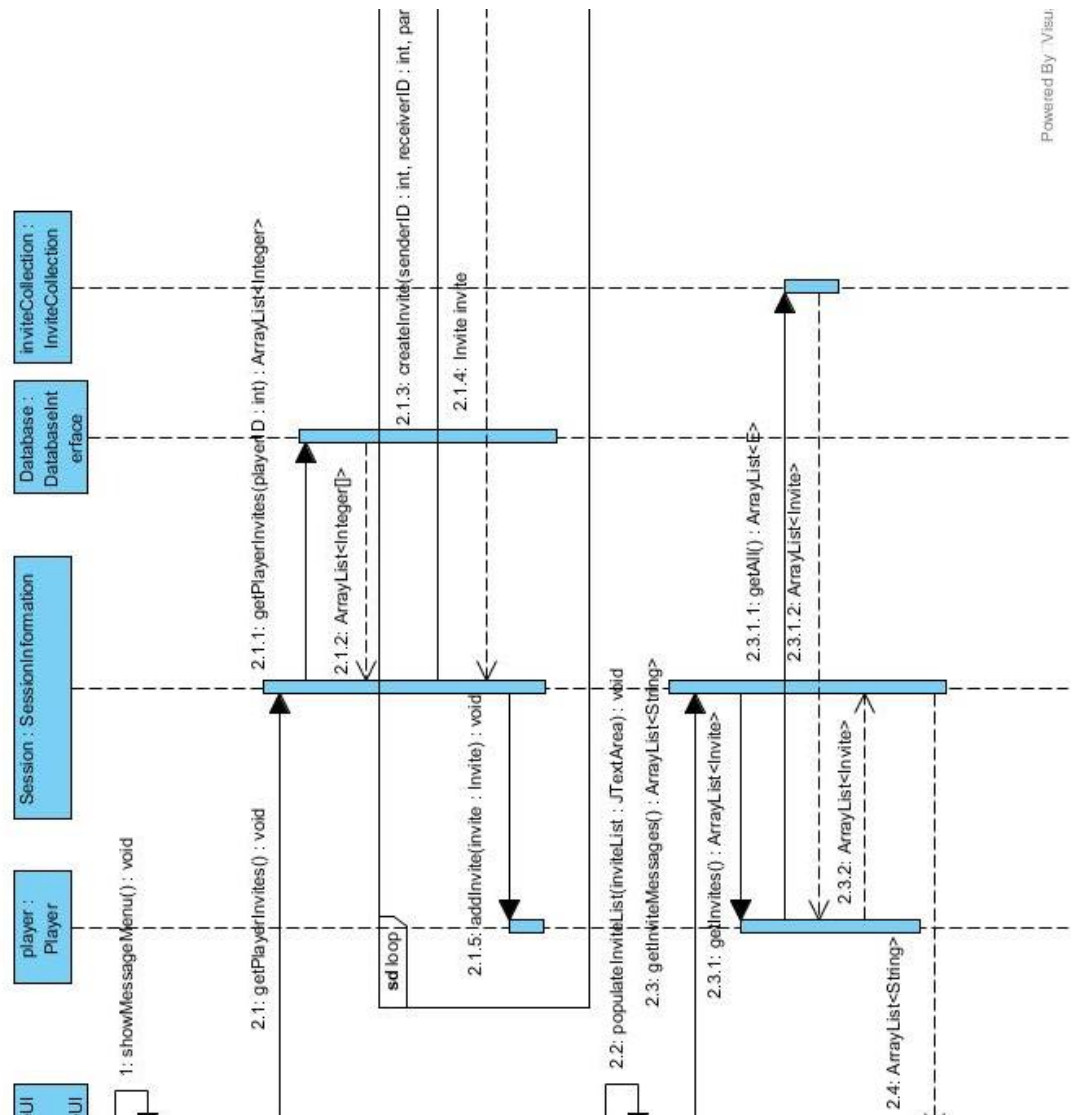 UI
UI
player :
Player
Session : SessionInformation
Database :
DatabaseInt
erface
inviteCollection :
InviteCollection
1: showMessageMenu() : void
2.1: getPlayerInvites() : void
2.1.1: getPlayerInvites(playerID : int) : ArrayList<Integer>
2.1.2: ArrayList<Integer[]>
sd loop
2.1.3: createInvite(senderID : int, receiverID : int, par
2.1.4: Invite invite
2.1.5: addInvite(invite : Invite) : void
2.2: populateInviteList(inviteList : JTextArea) : void
2.3: getInviteMessages() : ArrayList<String>
2.3.1: getInvites() : ArrayList<Invite>
2.3.1.1: getAll() : ArrayList<E>
2.3.1.2: ArrayList<Invite>
2.3.2: ArrayList<Invite>
2.4: ArrayList<String>
Powered By Visu